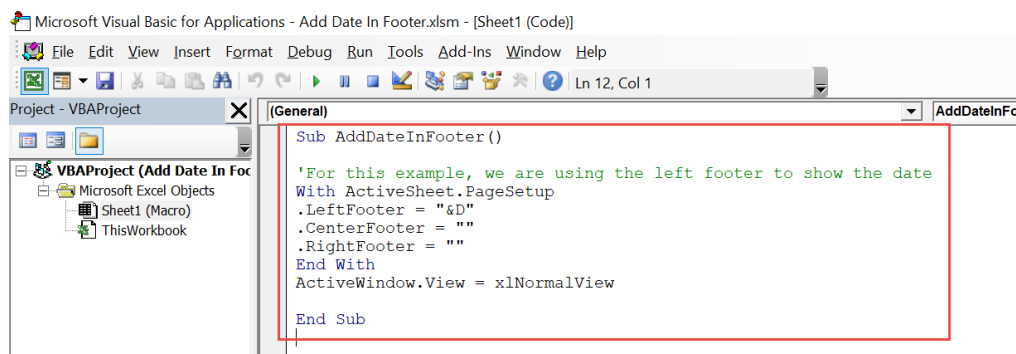 Microsoft Visual Basic for Applications - Add Date In Footer.xlsm - [Sheet1 (Code)]
File Edit View Insert Format Debug Run Tools Add-Ins Window Help
Ln 12, Col 1
Project - VBAProject
(General)
AddDateInFo
VBAProject (Add Date In Foo
Microsoft Excel Objects
Sheet1 (Macro)
ThisWorkbook
Sub AddDateInFooter()
'For this example, we are using the left footer to show the date
With ActiveSheet.PageSetup
.LeftFooter = "&D"
.CenterFooter = ""
.RightFooter = ""
End With
ActiveWindow.View = xlNormalView
End Sub